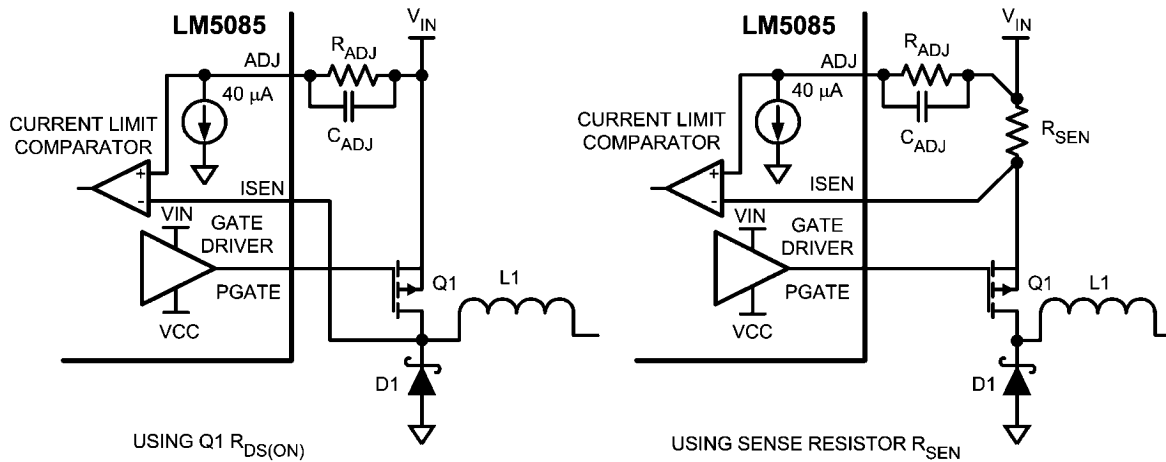 LM5085
V_IN
ADJ
R_ADJ
40 μA
C_ADJ
CURRENT LIMIT
COMPARATOR
+
-
ISEN
VIN
GATE
DRIVER
PGATE
VCC
Q1
L1
D1
USING Q1 R_DS(ON)
LM5085
V_IN
ADJ
R_ADJ
40 μA
C_ADJ
R_SEN
CURRENT LIMIT
COMPARATOR
+
-
ISEN
VIN
GATE
DRIVER
PGATE
VCC
Q1
L1
D1
USING SENSE RESISTOR R_SEN